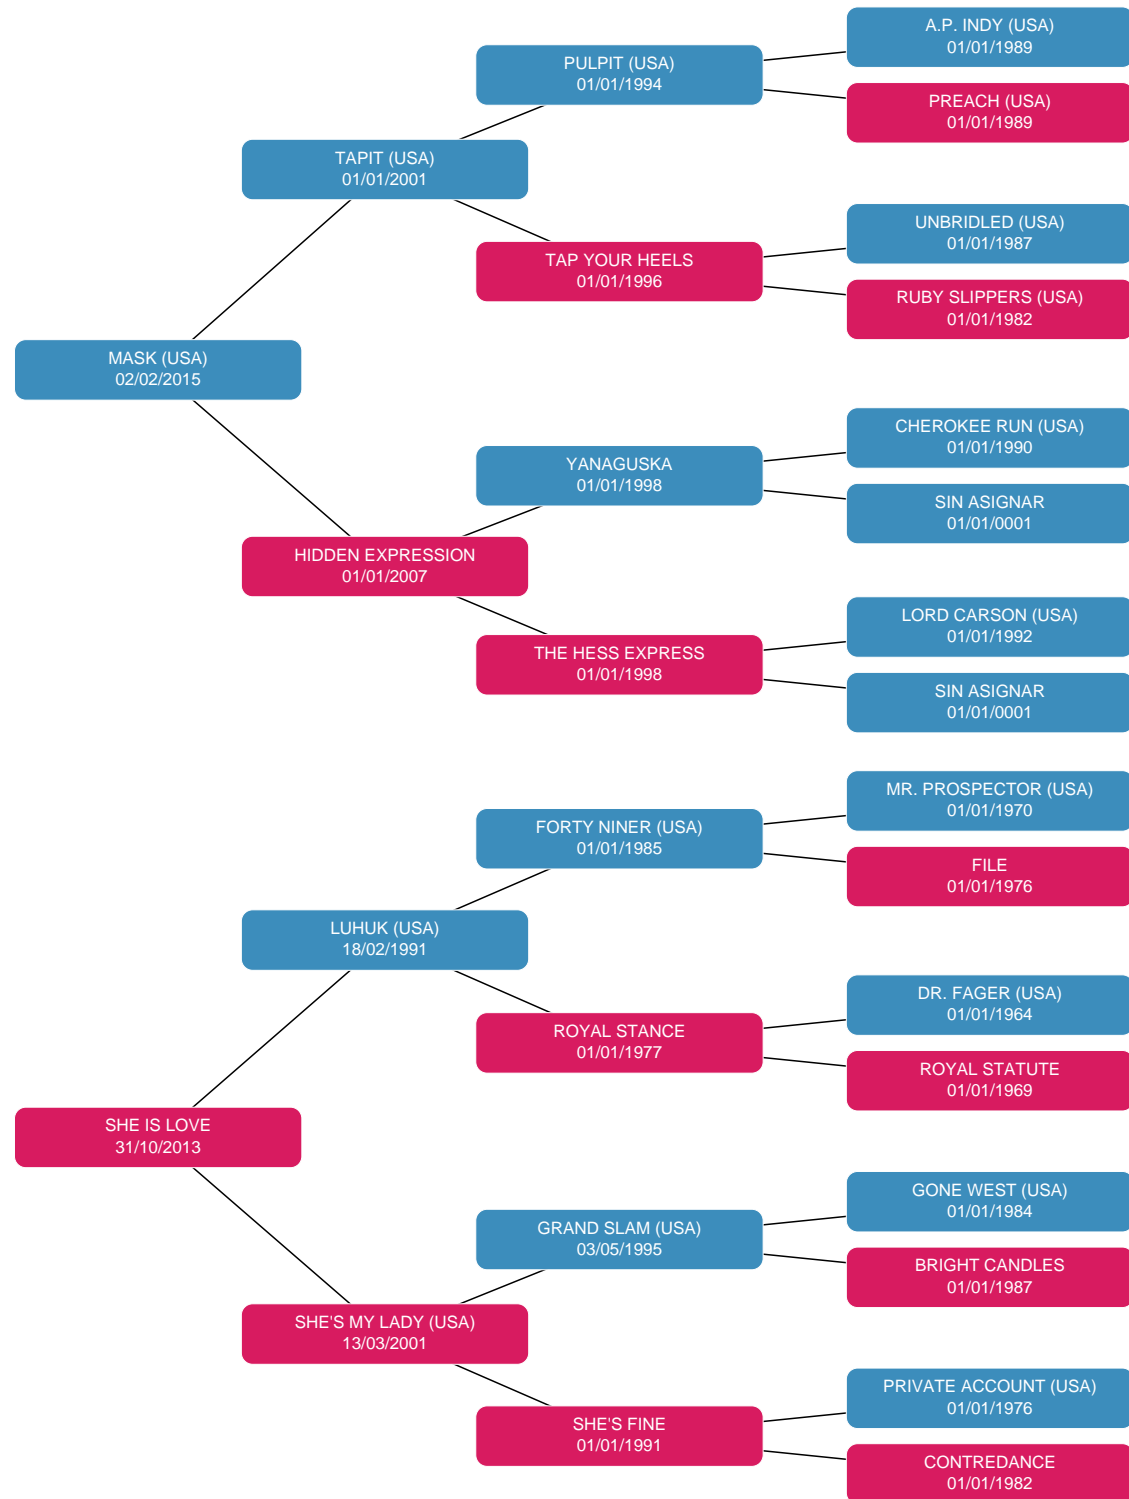 A.P. INDY (USA)
01/01/1989
PULPIT (USA)
01/01/1994
PREACH (USA)
01/01/1989
TAPIT (USA)
01/01/2001
UNBRIDLED (USA)
01/01/1987
TAP YOUR HEELS
01/01/1996
RUBY SLIPPERS (USA)
01/01/1982
MASK (USA)
02/02/2015
CHEROKEE RUN (USA)
01/01/1990
YANAGUSKA
01/01/1998
SIN ASIGNAR
01/01/0001
HIDDEN EXPRESSION
01/01/2007
LORD CARSON (USA)
01/01/1992
THE HESS EXPRESS
01/01/1998
SIN ASIGNAR
01/01/0001
MR. PROSPECTOR (USA)
01/01/1970
FORTY NINER (USA)
01/01/1985
FILE
01/01/1976
LUHUK (USA)
18/02/1991
DR. FAGER (USA)
01/01/1964
ROYAL STANCE
01/01/1977
ROYAL STATUTE
01/01/1969
SHE IS LOVE
31/10/2013
GONE WEST (USA)
01/01/1984
GRAND SLAM (USA)
03/05/1995
BRIGHT CANDLES
01/01/1987
SHE'S MY LADY (USA)
13/03/2001
PRIVATE ACCOUNT (USA)
01/01/1976
SHE'S FINE
01/01/1991
CONTREDANCE
01/01/1982